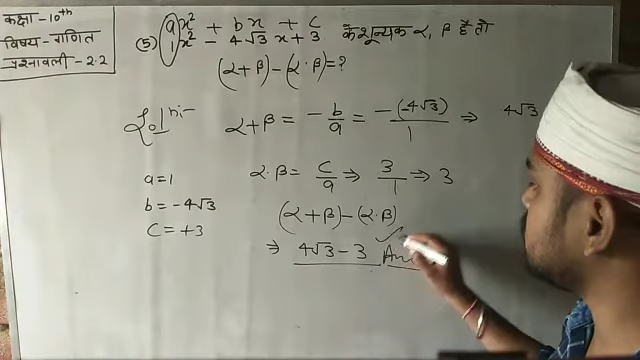 कक्षा - 10th
विषय - गणित
प्रश्नावली - 2.2
ax² + bx + c
(5) 1x² - 4√3 x + 3 के शून्यक α, β हैं तो
(α+β) - (α·β) = ?
Solⁿ:-
α+β = -b/a = -(-4√3)/1 ⇒ 4√3
a = 1
α·β = c/a ⇒ 3/1 ⇒ 3
b = -4√3
(α+β) - (α·β)
c = +3
⇒ 4√3 - 3 Ans